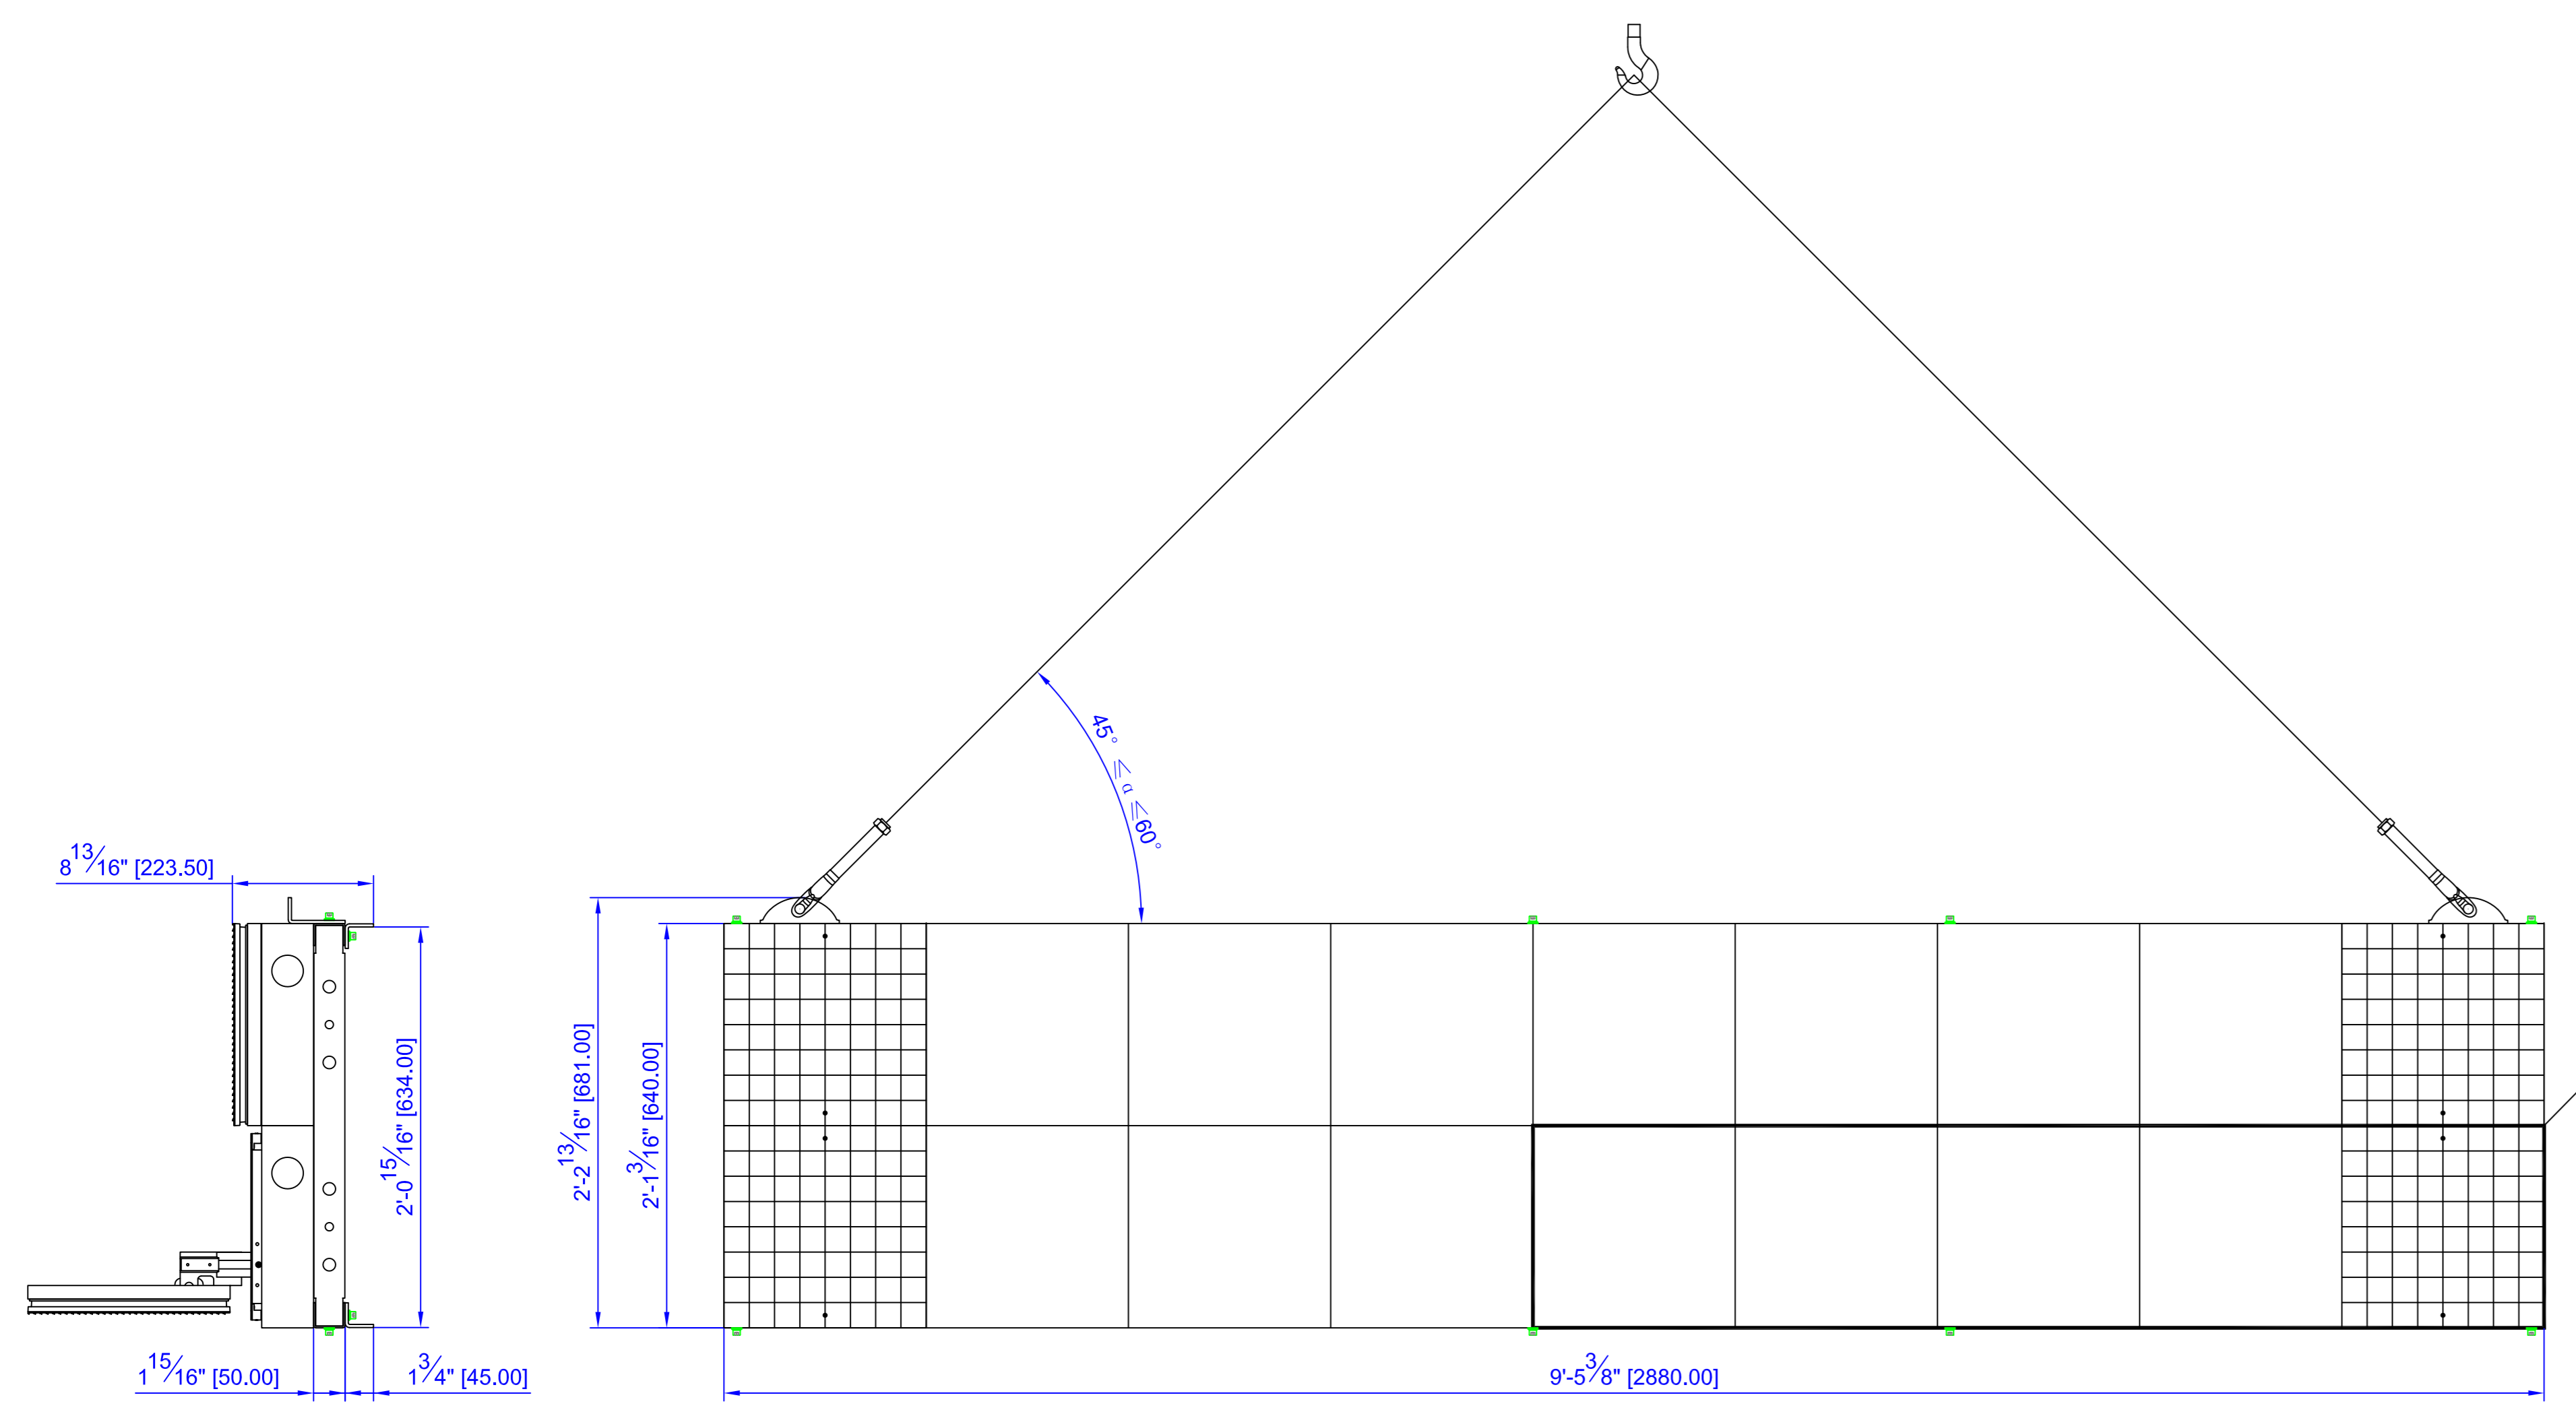 45° ≤ α ≤60°
8 13/16" [223.50]
2'-0 15/16" [634.00]
2'-2 13/16" [681.00]
2'-1 3/16" [640.00]
1 15/16" [50.00]
1 3/4" [45.00]
9'-5 3/8" [2880.00]